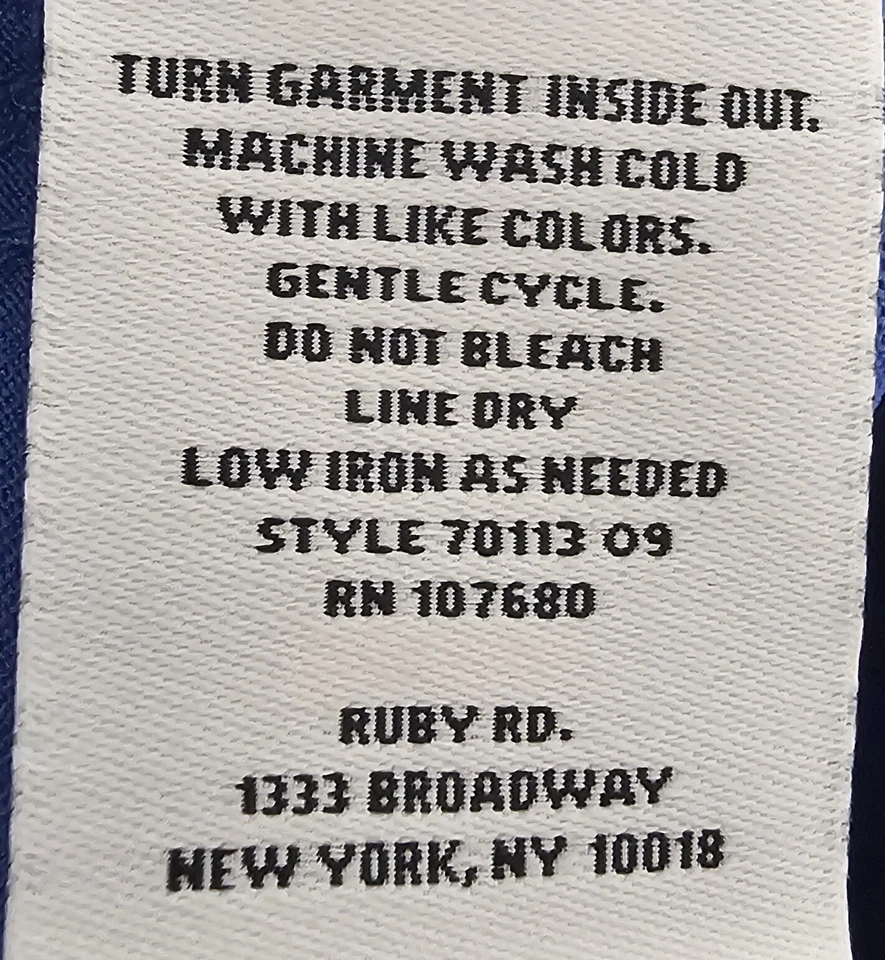 TURN GARMENT INSIDE OUT.
MACHINE WASH COLD
WITH LIKE COLORS.
GENTLE CYCLE.
DO NOT BLEACH
LINE DRY
LOW IRON AS NEEDED
STYLE 70113 09
RN 107680
RUBY RD.
1333 BROADWAY
NEW YORK, NY 10018